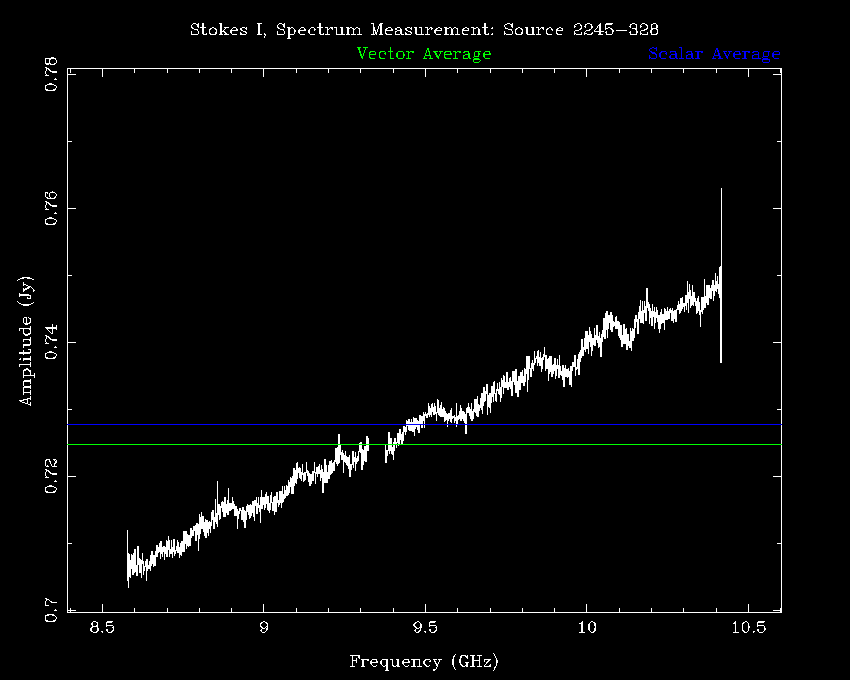 Stokes I, Spectrum Measurement: Source 2245−328
Vector Average
Scalar Average
0.78
0.76
0.74
0.72
0.7
Amplitude (Jy)
8.5
9
9.5
10
10.5
Frequency (GHz)